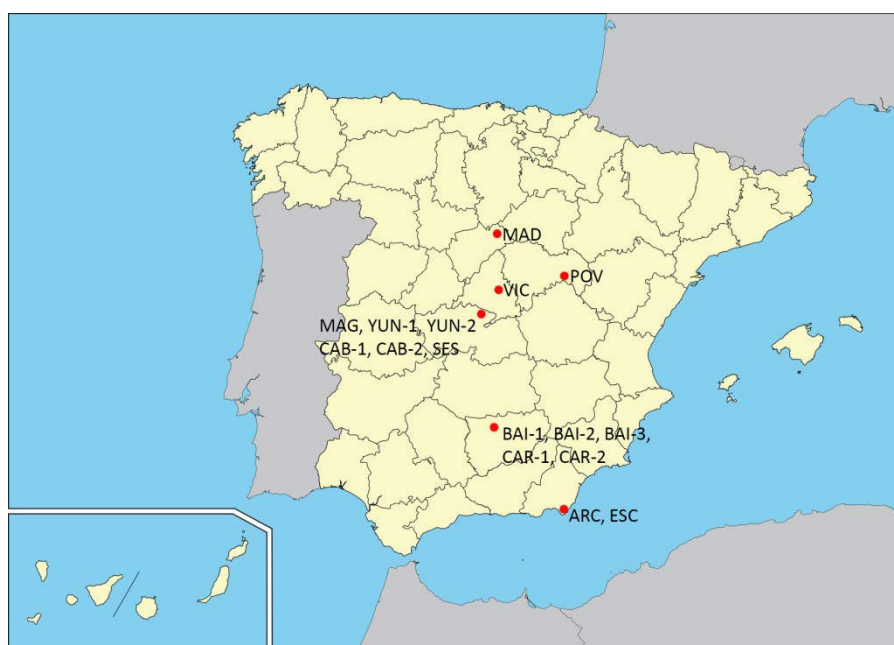 MAD
POV
VIC
MAG, YUN-1, YUN-2
CAB-1, CAB-2, SES
BAI-1, BAI-2, BAI-3,
CAR-1, CAR-2
ARC, ESC